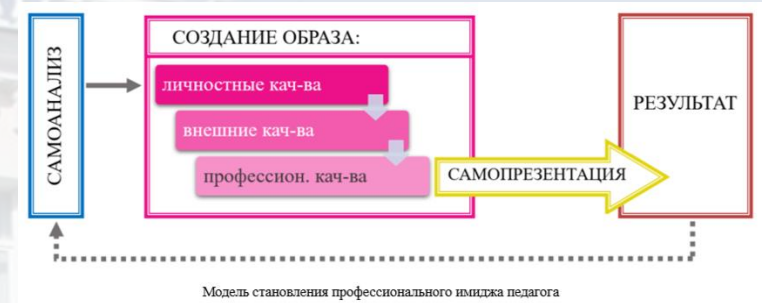 САМОАНАЛИЗ
СОЗДАНИЕ ОБРАЗА:
личностные кач-ва
внешние кач-ва
профессион. кач-ва
САМОПРЕЗЕНТАЦИЯ
РЕЗУЛЬТАТ
Модель становления профессионального имиджа педагога